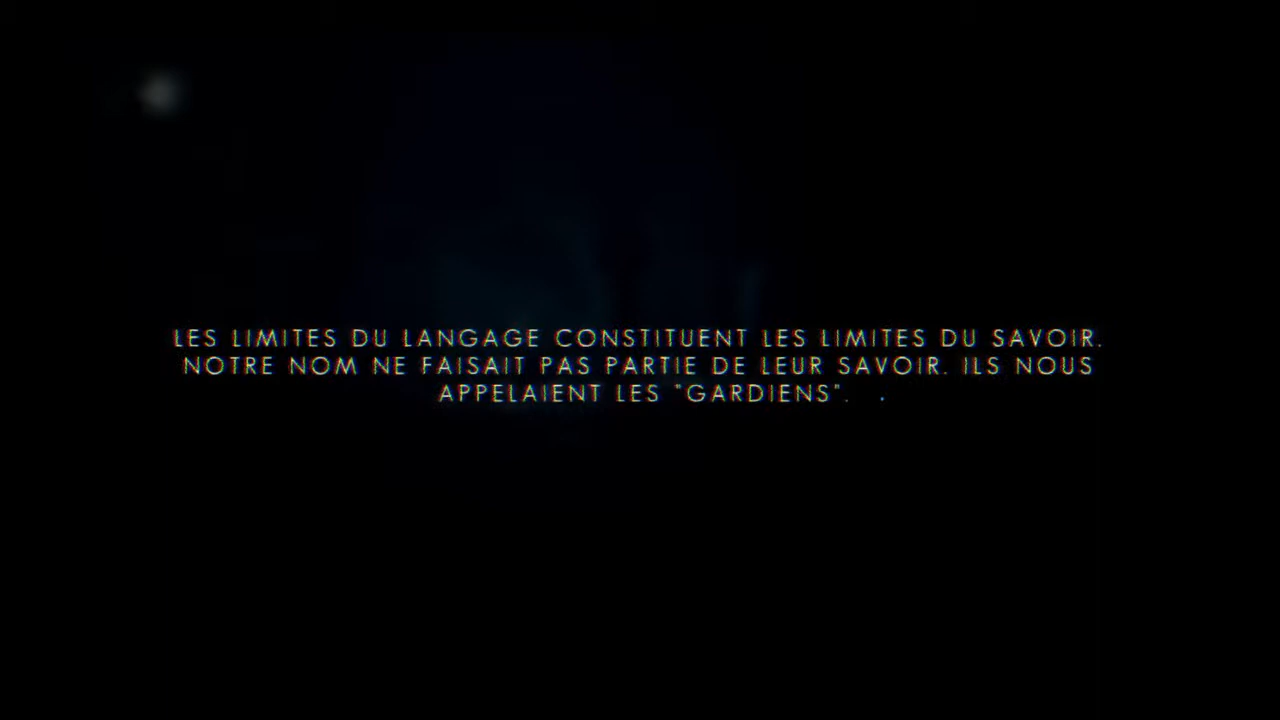 LES LIMITES DU LANGAGE CONSTITUENT LES LIMITES DU SAVOIR.
NOTRE NOM NE FAISAIT PAS PARTIE DE LEUR SAVOIR. ILS NOUS
APPELAIENT LES "GARDIENS".